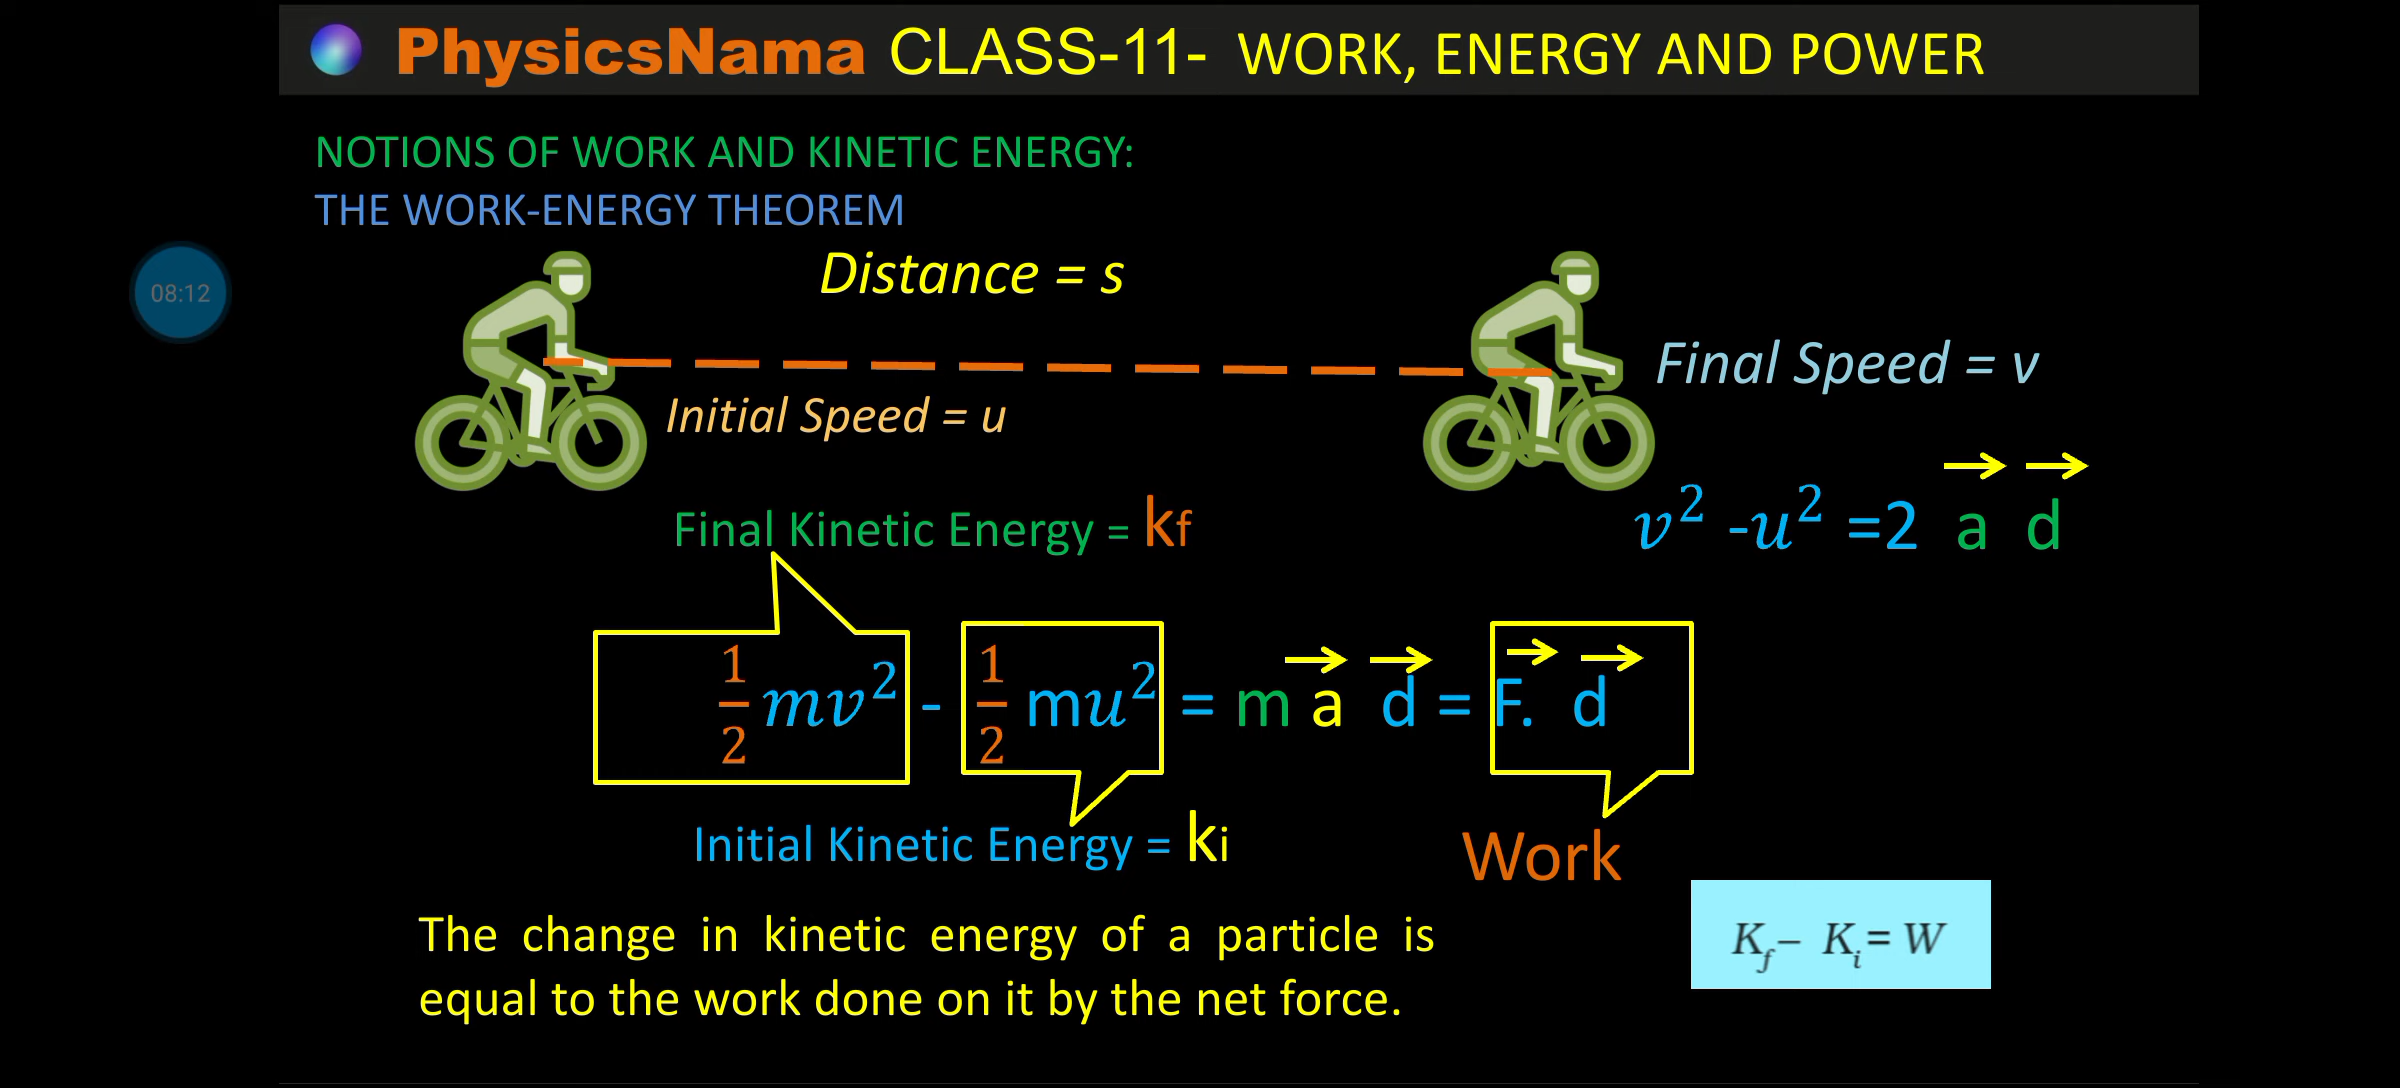 PhysicsNama CLASS-11- WORK, ENERGY AND POWER
NOTIONS OF WORK AND KINETIC ENERGY:
THE WORK-ENERGY THEOREM
Distance = s
08:12
Initial Speed = u
Final Speed = v
Final Kinetic Energy = kf
v² -u² =2 a⃗ d⃗
1/2 mv² - 1/2 mu² = m a⃗ d⃗ = F⃗. d⃗
Initial Kinetic Energy = ki
Work
The change in kinetic energy of a particle is
equal to the work done on it by the net force.
K_f – K_i = W